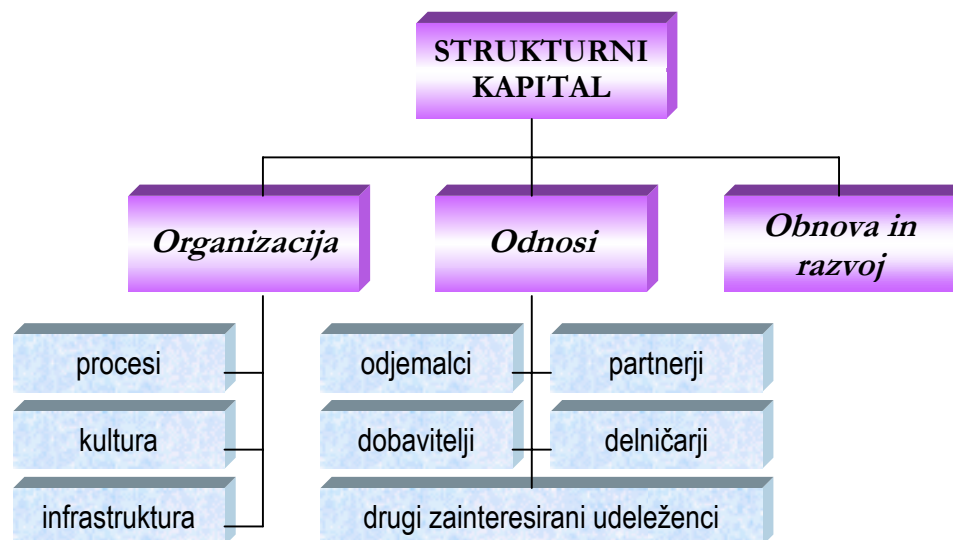 STRUKTURNI
KAPITAL
Organizacija
Odnosi
Obnova in
razvoj
procesi
kultura
infrastruktura
odjemalci
partnerji
dobavitelji
delničarji
drugi zainteresirani udeleženci